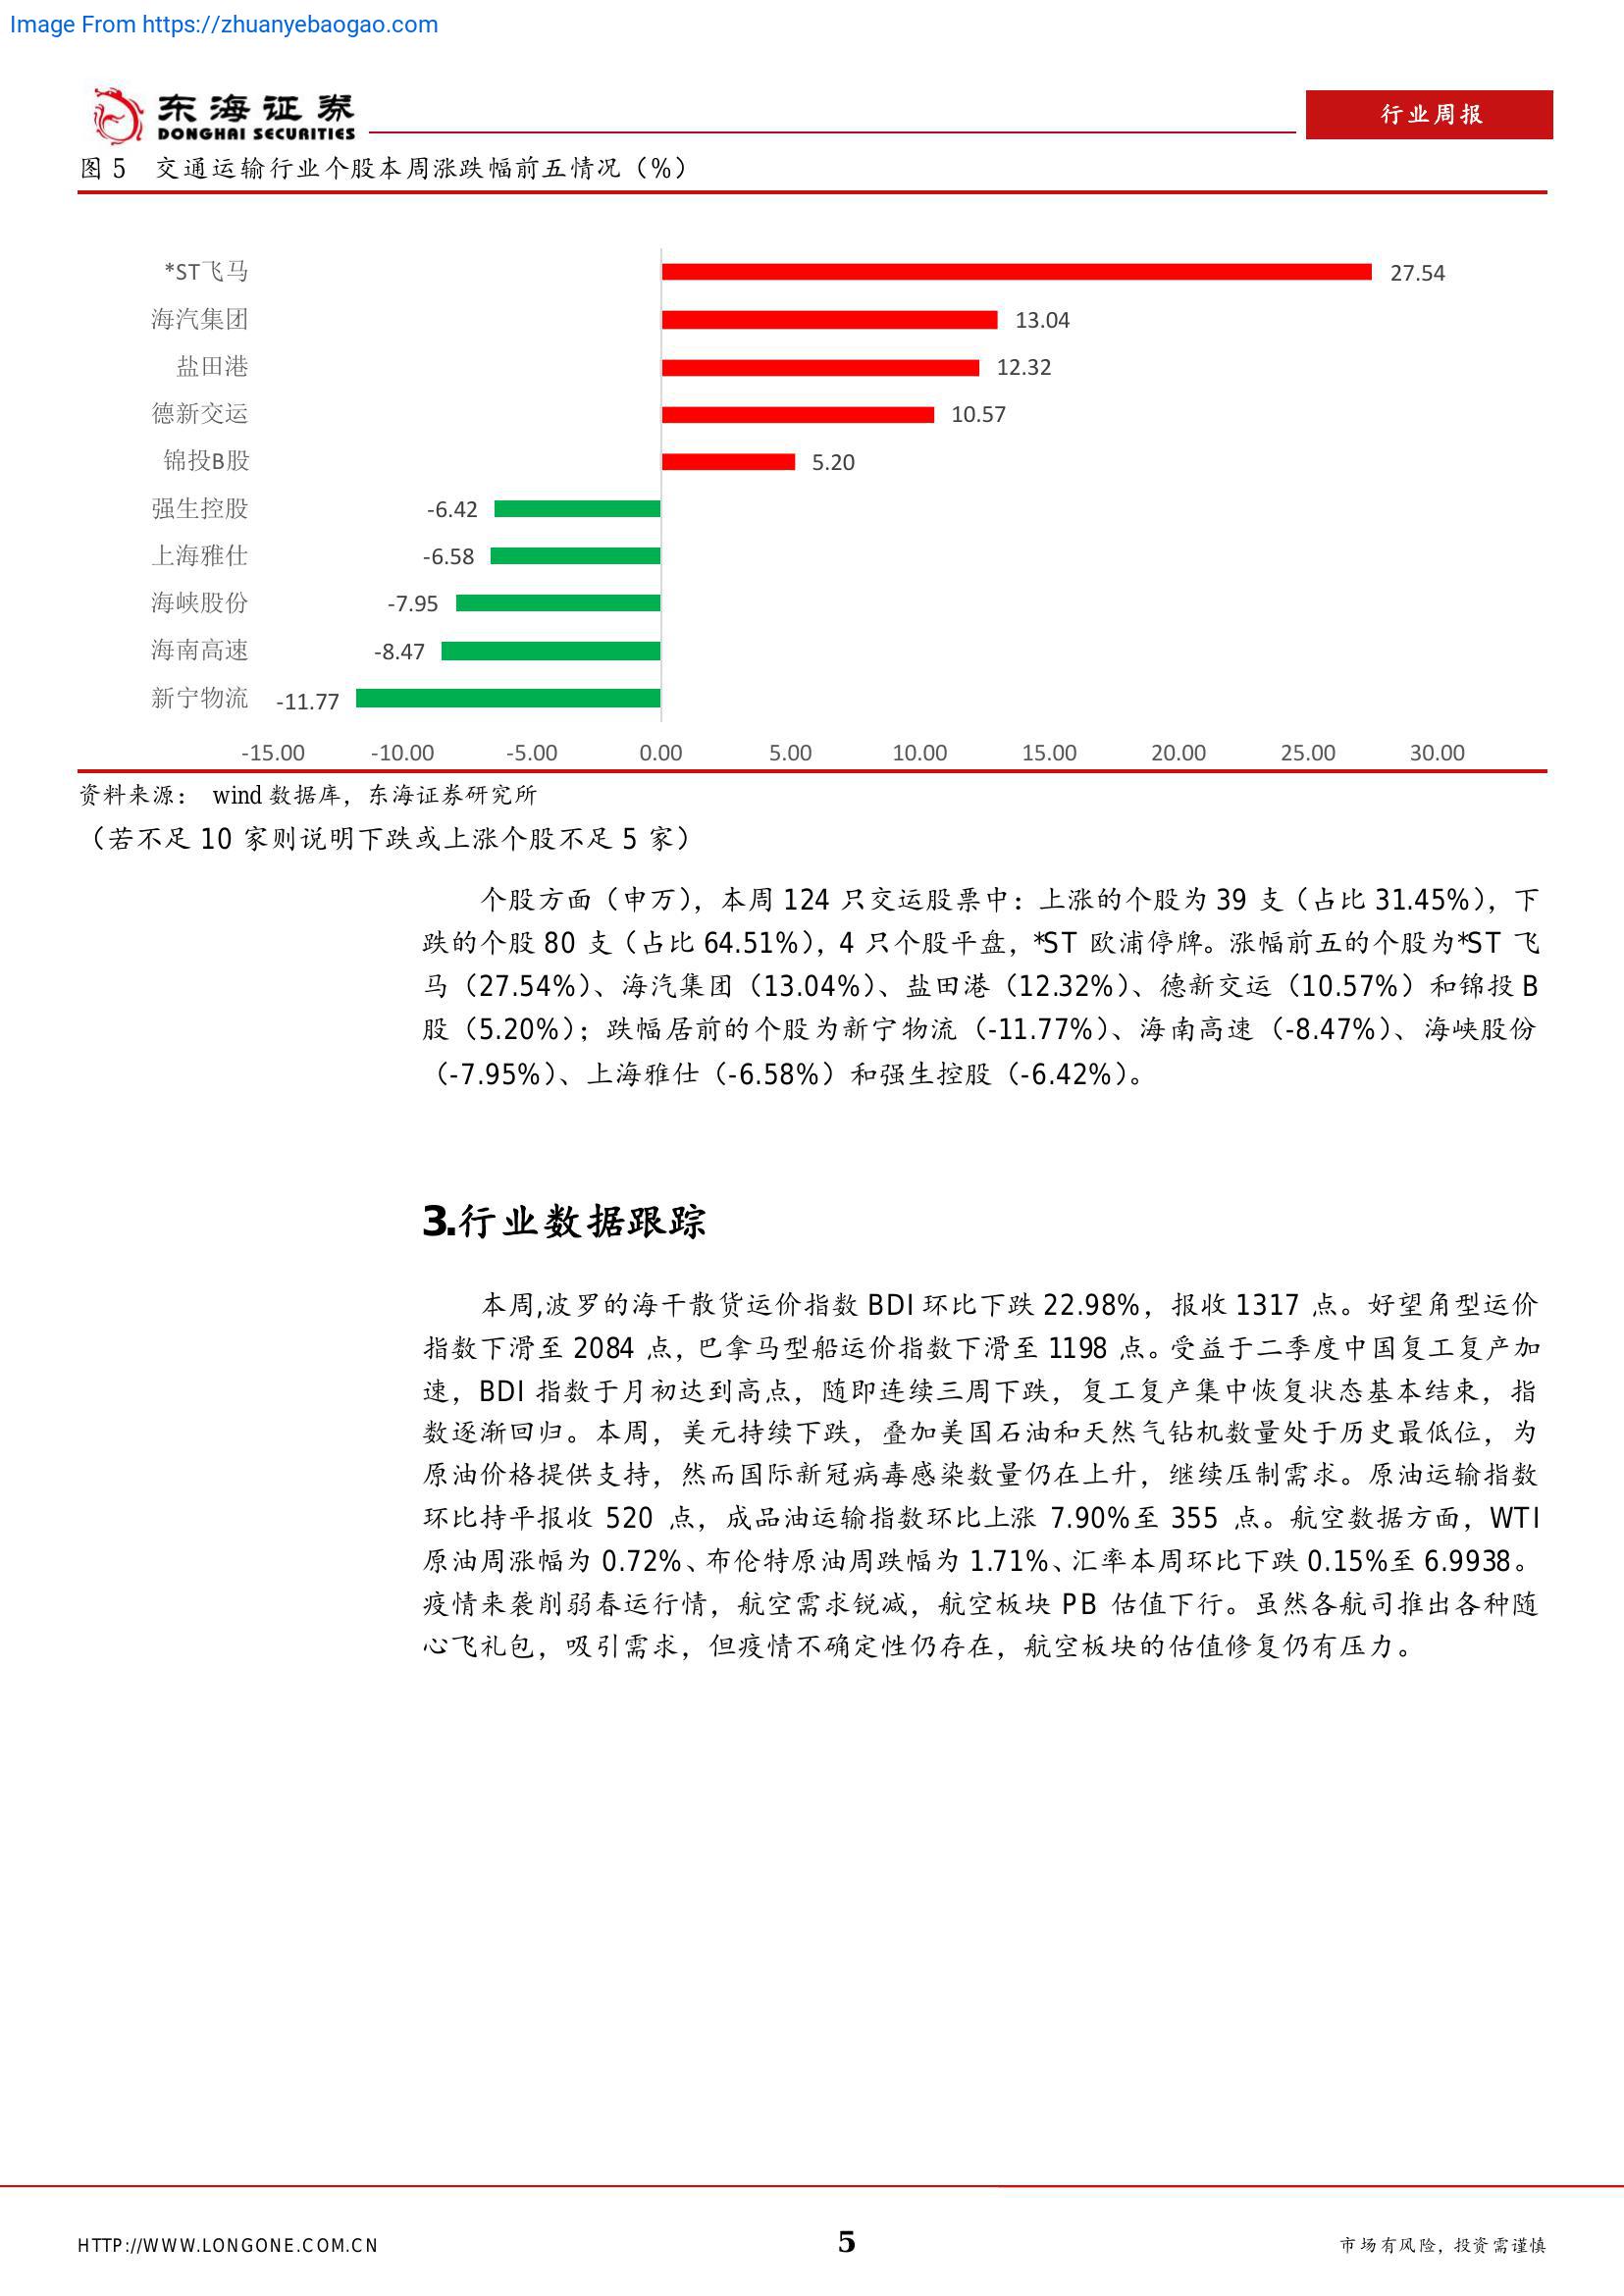 Image From https://zhuanyebaogao.com
东海证券
DONGHAI SECURITIES
行业周报
图 5 交通运输行业个股本周涨跌幅前五情况（%）
*ST飞马 27.54
海汽集团 13.04
盐田港 12.32
德新交运 10.57
锦投B股 5.20
强生控股 -6.42
上海雅仕 -6.58
海峡股份 -7.95
海南高速 -8.47
新宁物流 -11.77
-15.00 -10.00 -5.00 0.00 5.00 10.00 15.00 20.00 25.00 30.00
资料来源： wind 数据库，东海证券研究所
（若不足 10 家则说明下跌或上涨个股不足 5 家）
个股方面（申万），本周 124 只交运股票中：上涨的个股为 39 支（占比 31.45%），下
跌的个股 80 支（占比 64.51%），4 只个股平盘，*ST 欧浦停牌。涨幅前五的个股为*ST 飞
马（27.54%）、海汽集团（13.04%）、盐田港（12.32%）、德新交运（10.57%）和锦投 B
股（5.20%）；跌幅居前的个股为新宁物流（-11.77%）、海南高速（-8.47%）、海峡股份
（-7.95%）、上海雅仕（-6.58%）和强生控股（-6.42%）。
3.行业数据跟踪
本周,波罗的海干散货运价指数 BDI 环比下跌 22.98%，报收 1317 点。好望角型运价
指数下滑至 2084 点，巴拿马型船运价指数下滑至 1198 点。受益于二季度中国复工复产加
速，BDI 指数于月初达到高点，随即连续三周下跌，复工复产集中恢复状态基本结束，指
数逐渐回归。本周，美元持续下跌，叠加美国石油和天然气钻机数量处于历史最低位，为
原油价格提供支持，然而国际新冠病毒感染数量仍在上升，继续压制需求。原油运输指数
环比持平报收 520 点，成品油运输指数环比上涨 7.90%至 355 点。航空数据方面，WTI
原油周涨幅为 0.72%、布伦特原油周跌幅为 1.71%、汇率本周环比下跌 0.15%至 6.9938。
疫情来袭削弱春运行情，航空需求锐减，航空板块 PB 估值下行。虽然各航司推出各种随
心飞礼包，吸引需求，但疫情不确定性仍存在，航空板块的估值修复仍有压力。
HTTP://WWW.LONGONE.COM.CN 5 市场有风险，投资需谨慎